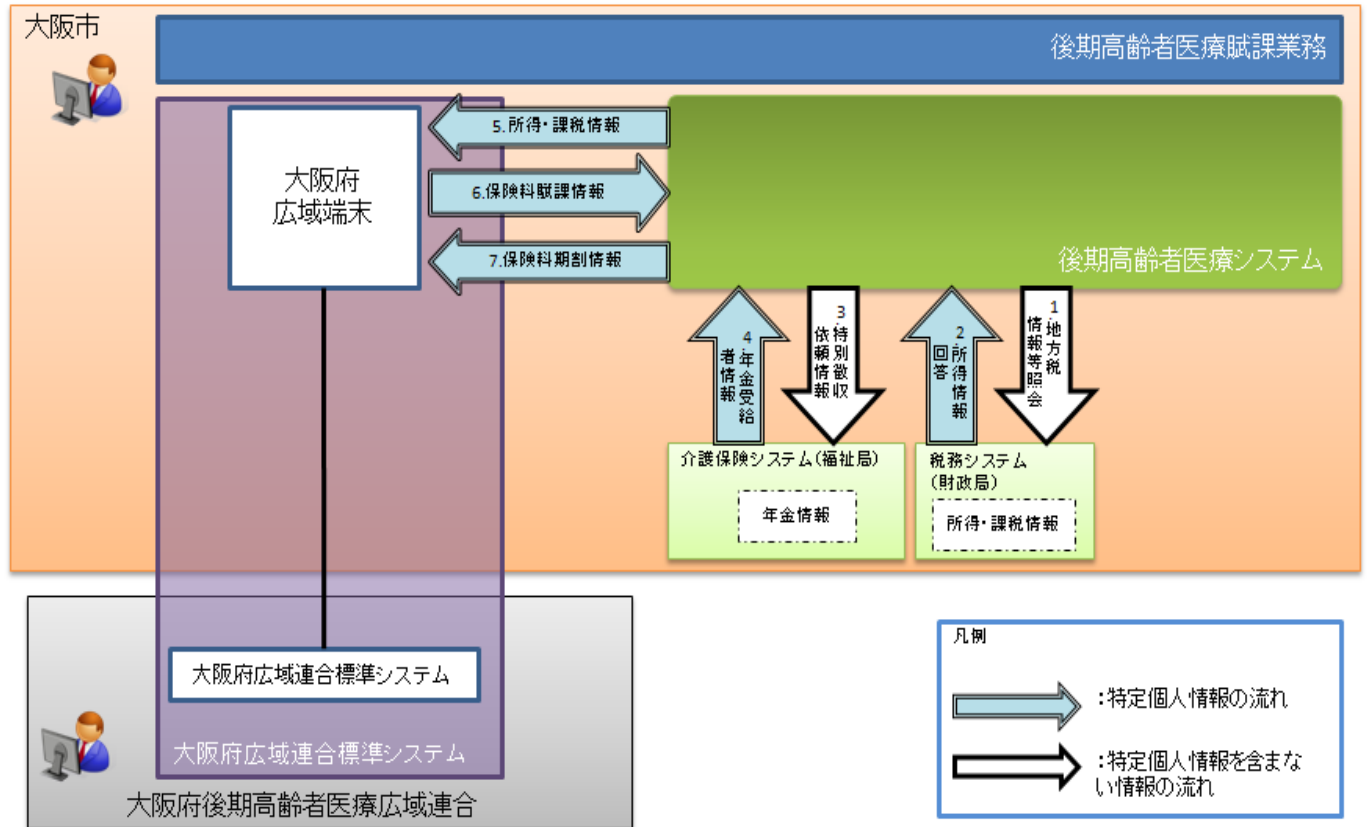 大阪市
後期高齢者医療賦課業務
大阪府
広域端末
5.所得・課税情報
6.保険料賦課情報
7.保険料期割情報
後期高齢者医療システム
4.年金受給
者情報
3.特別徴収
依頼情報
2.所得情報
回答
1.地方税
情報等照会
介護保険システム(福祉局)
年金情報
税務システム
(財政局)
所得・課税情報
大阪府広域連合標準システム
大阪府広域連合標準システム
大阪府後期高齢者医療広域連合
凡例
:特定個人情報の流れ
:特定個人情報を含まな
い情報の流れ